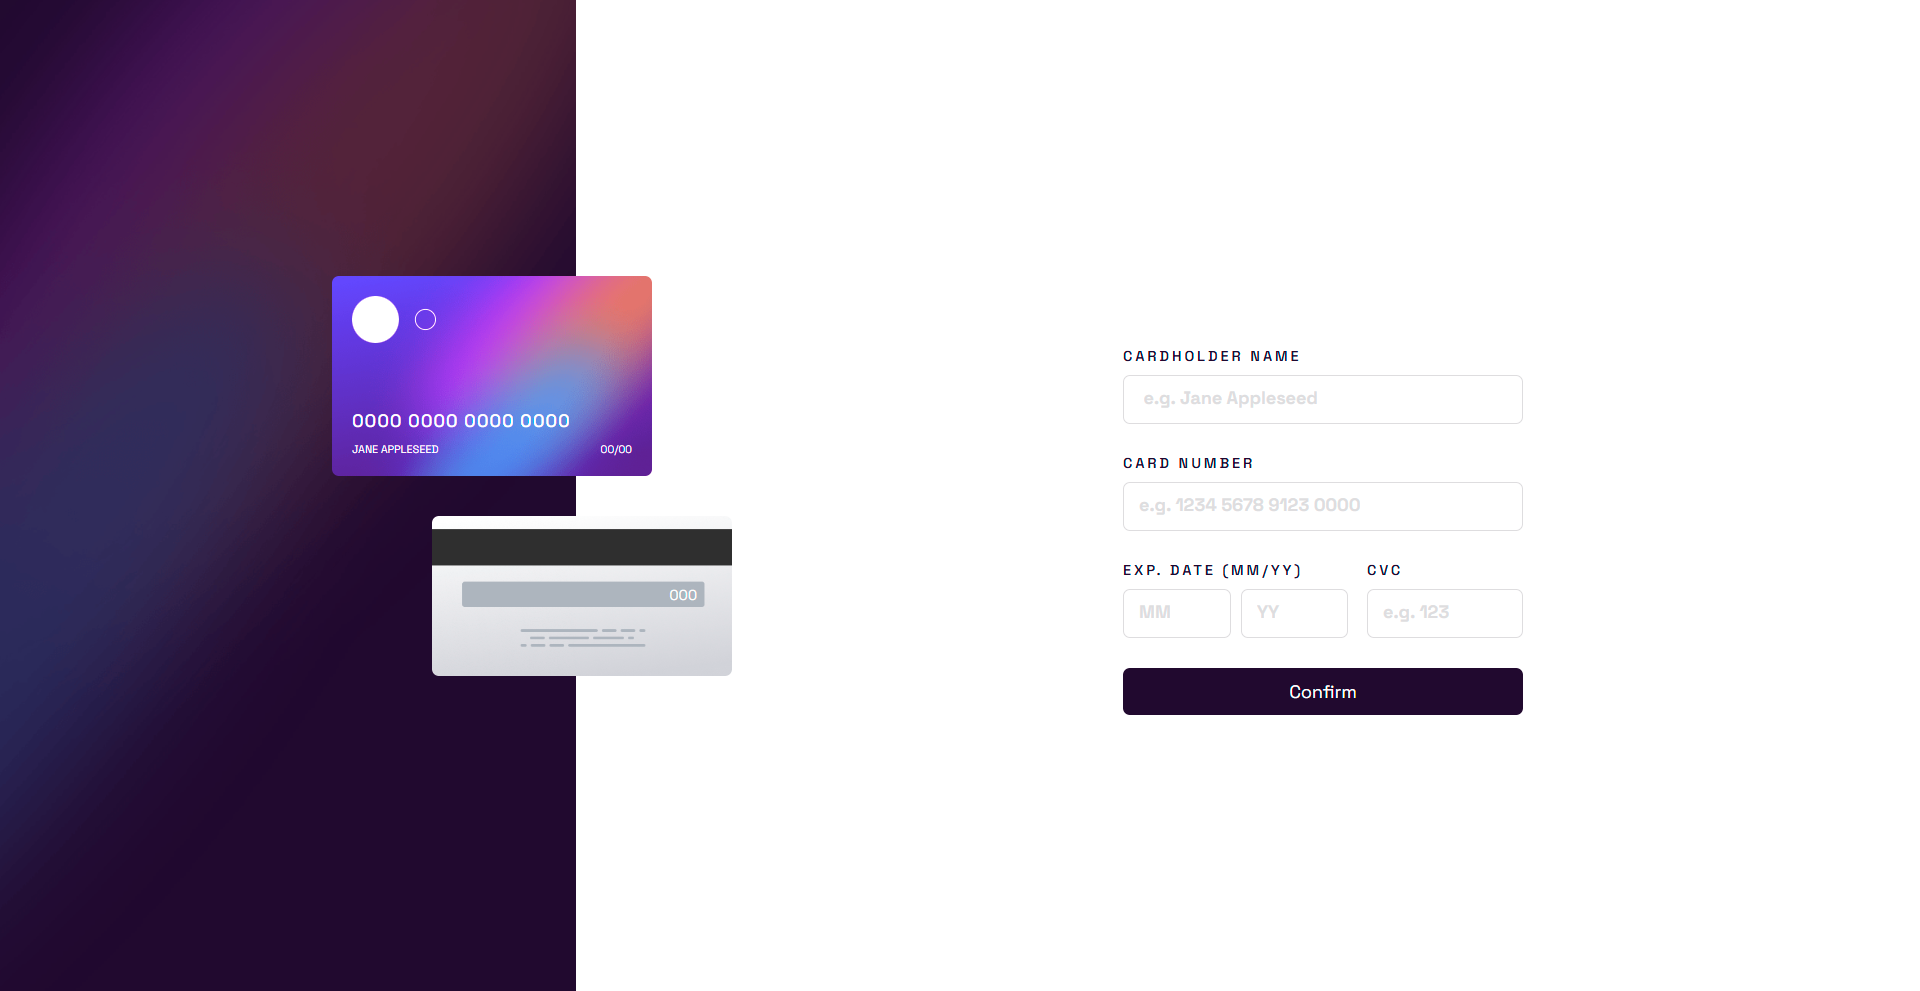 0000 0000 0000 0000
JANE APPLESEED 00/00
000
CARDHOLDER NAME
e.g. Jane Appleseed
CARD NUMBER
e.g. 1234 5678 9123 0000
EXP. DATE (MM/YY) CVC
MM YY e.g. 123
Confirm